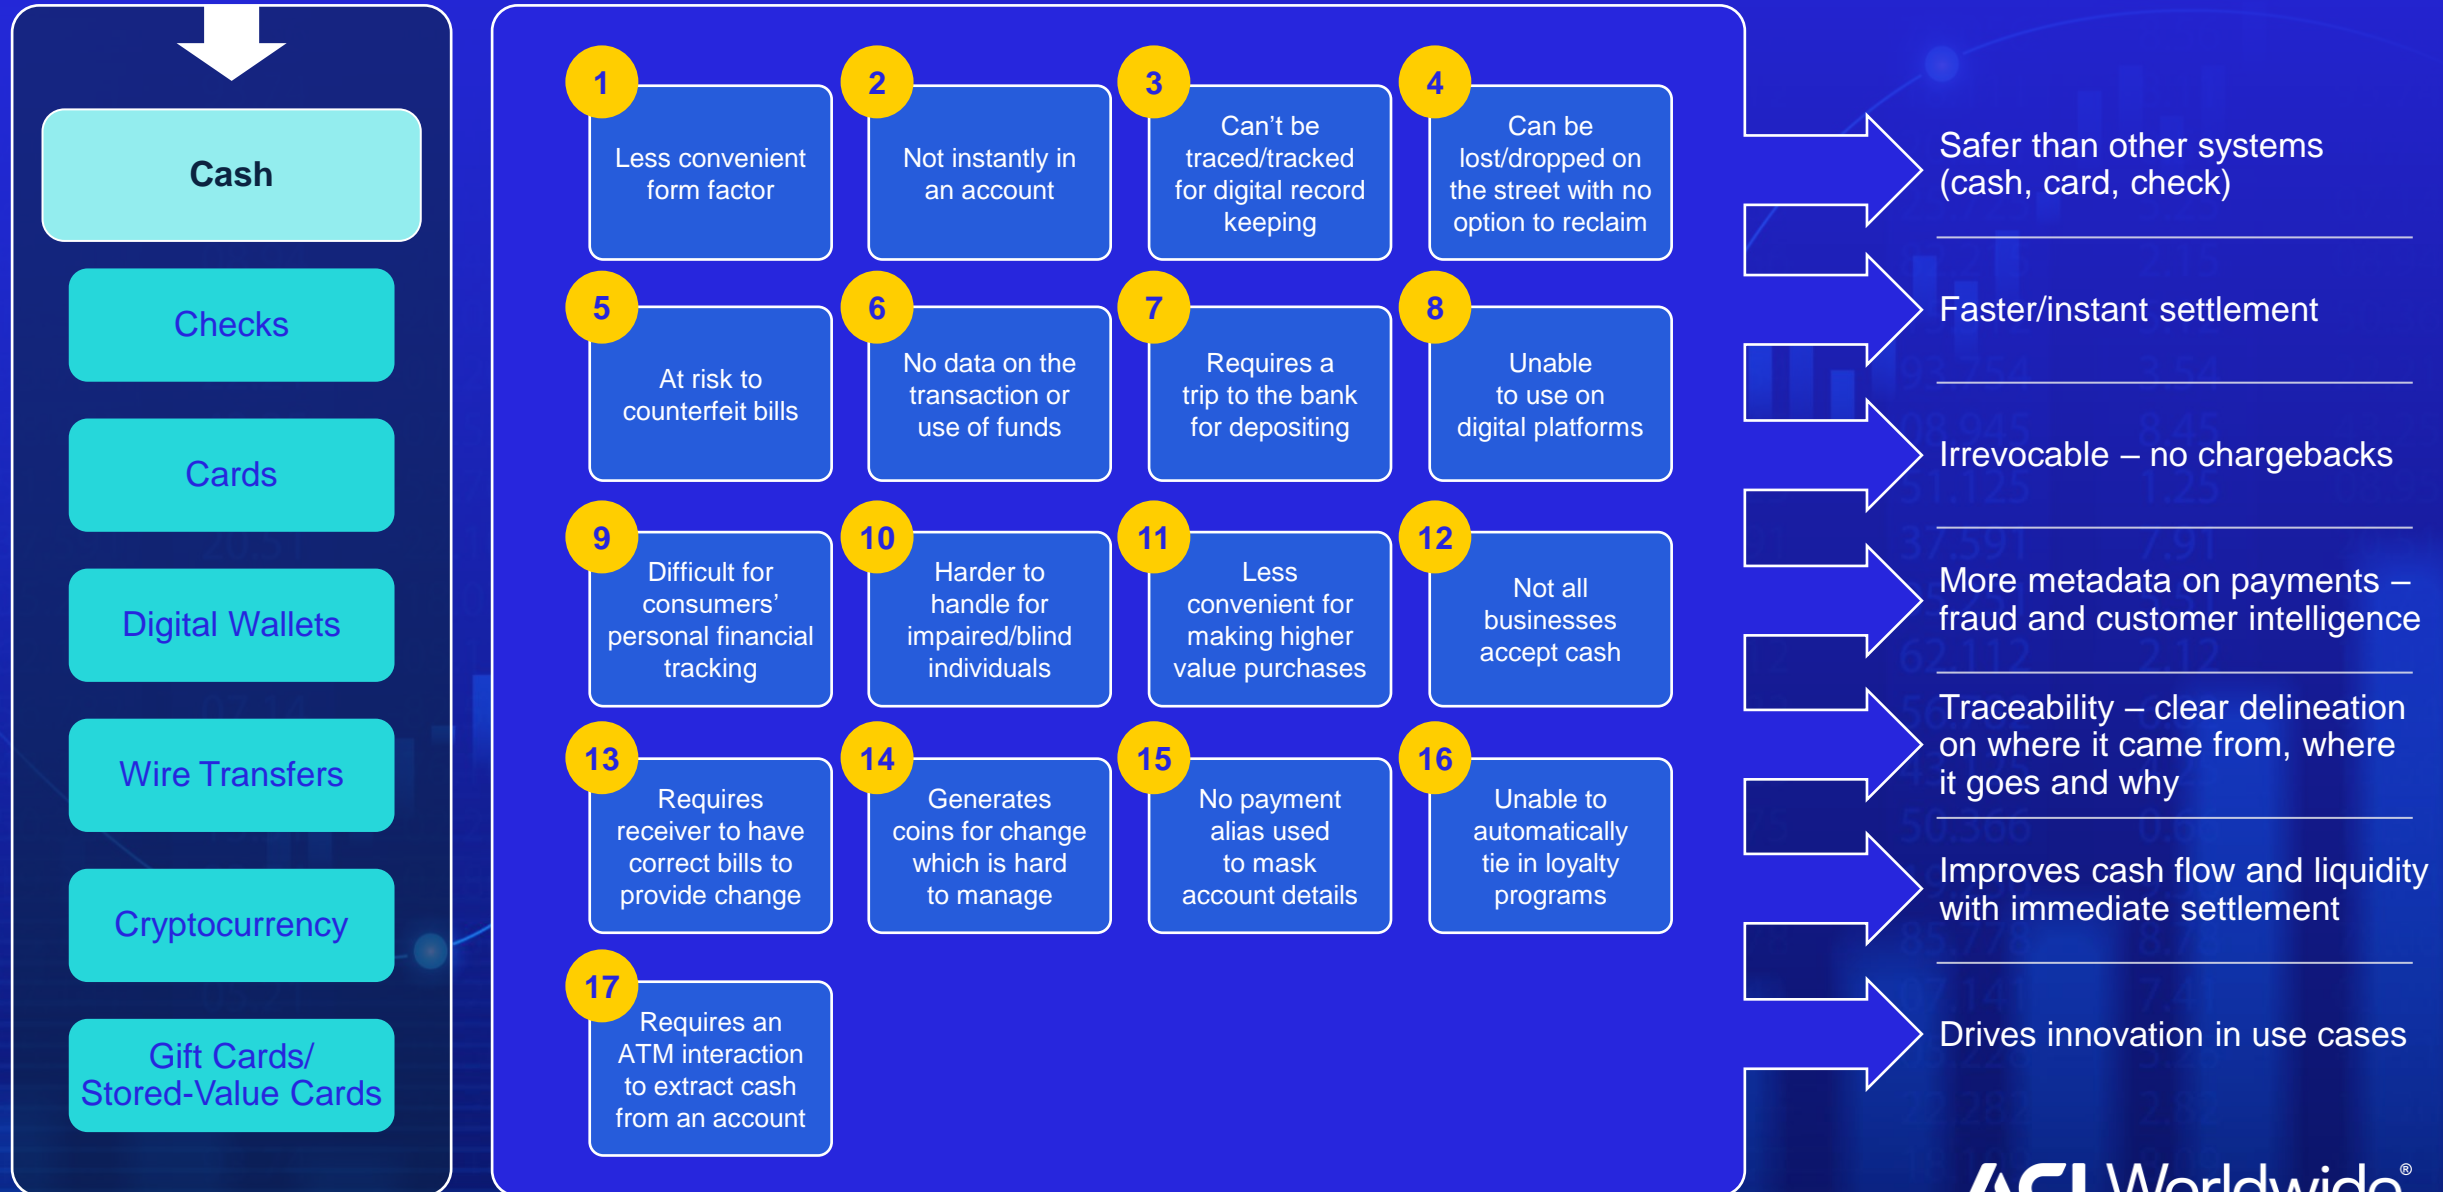 Cash
Checks
Cards
Digital Wallets
Wire Transfers
Cryptocurrency
Gift Cards/
Stored-Value Cards
1
Less convenient
form factor
2
Not instantly in
an account
3
Can't be
traced/tracked
for digital record
keeping
4
Can be
lost/dropped on
the street with no
option to reclaim
5
At risk to
counterfeit bills
6
No data on the
transaction or
use of funds
7
Requires a
trip to the bank
for depositing
8
Unable
to use on
digital platforms
9
Difficult for
consumers'
personal financial
tracking
10
Harder to
handle for
impaired/blind
individuals
11
Less
convenient for
making higher
value purchases
12
Not all
businesses
accept cash
13
Requires
receiver to have
correct bills to
provide change
14
Generates
coins for change
which is hard
to manage
15
No payment
alias used
to mask
account details
16
Unable to
automatically
tie in loyalty
programs
17
Requires an
ATM interaction
to extract cash
from an account
Safer than other systems
(cash, card, check)
Faster/instant settlement
Irrevocable – no chargebacks
More metadata on payments –
fraud and customer intelligence
Traceability – clear delineation
on where it came from, where
it goes and why
Improves cash flow and liquidity
with immediate settlement
Drives innovation in use cases
ACI Worldwide®